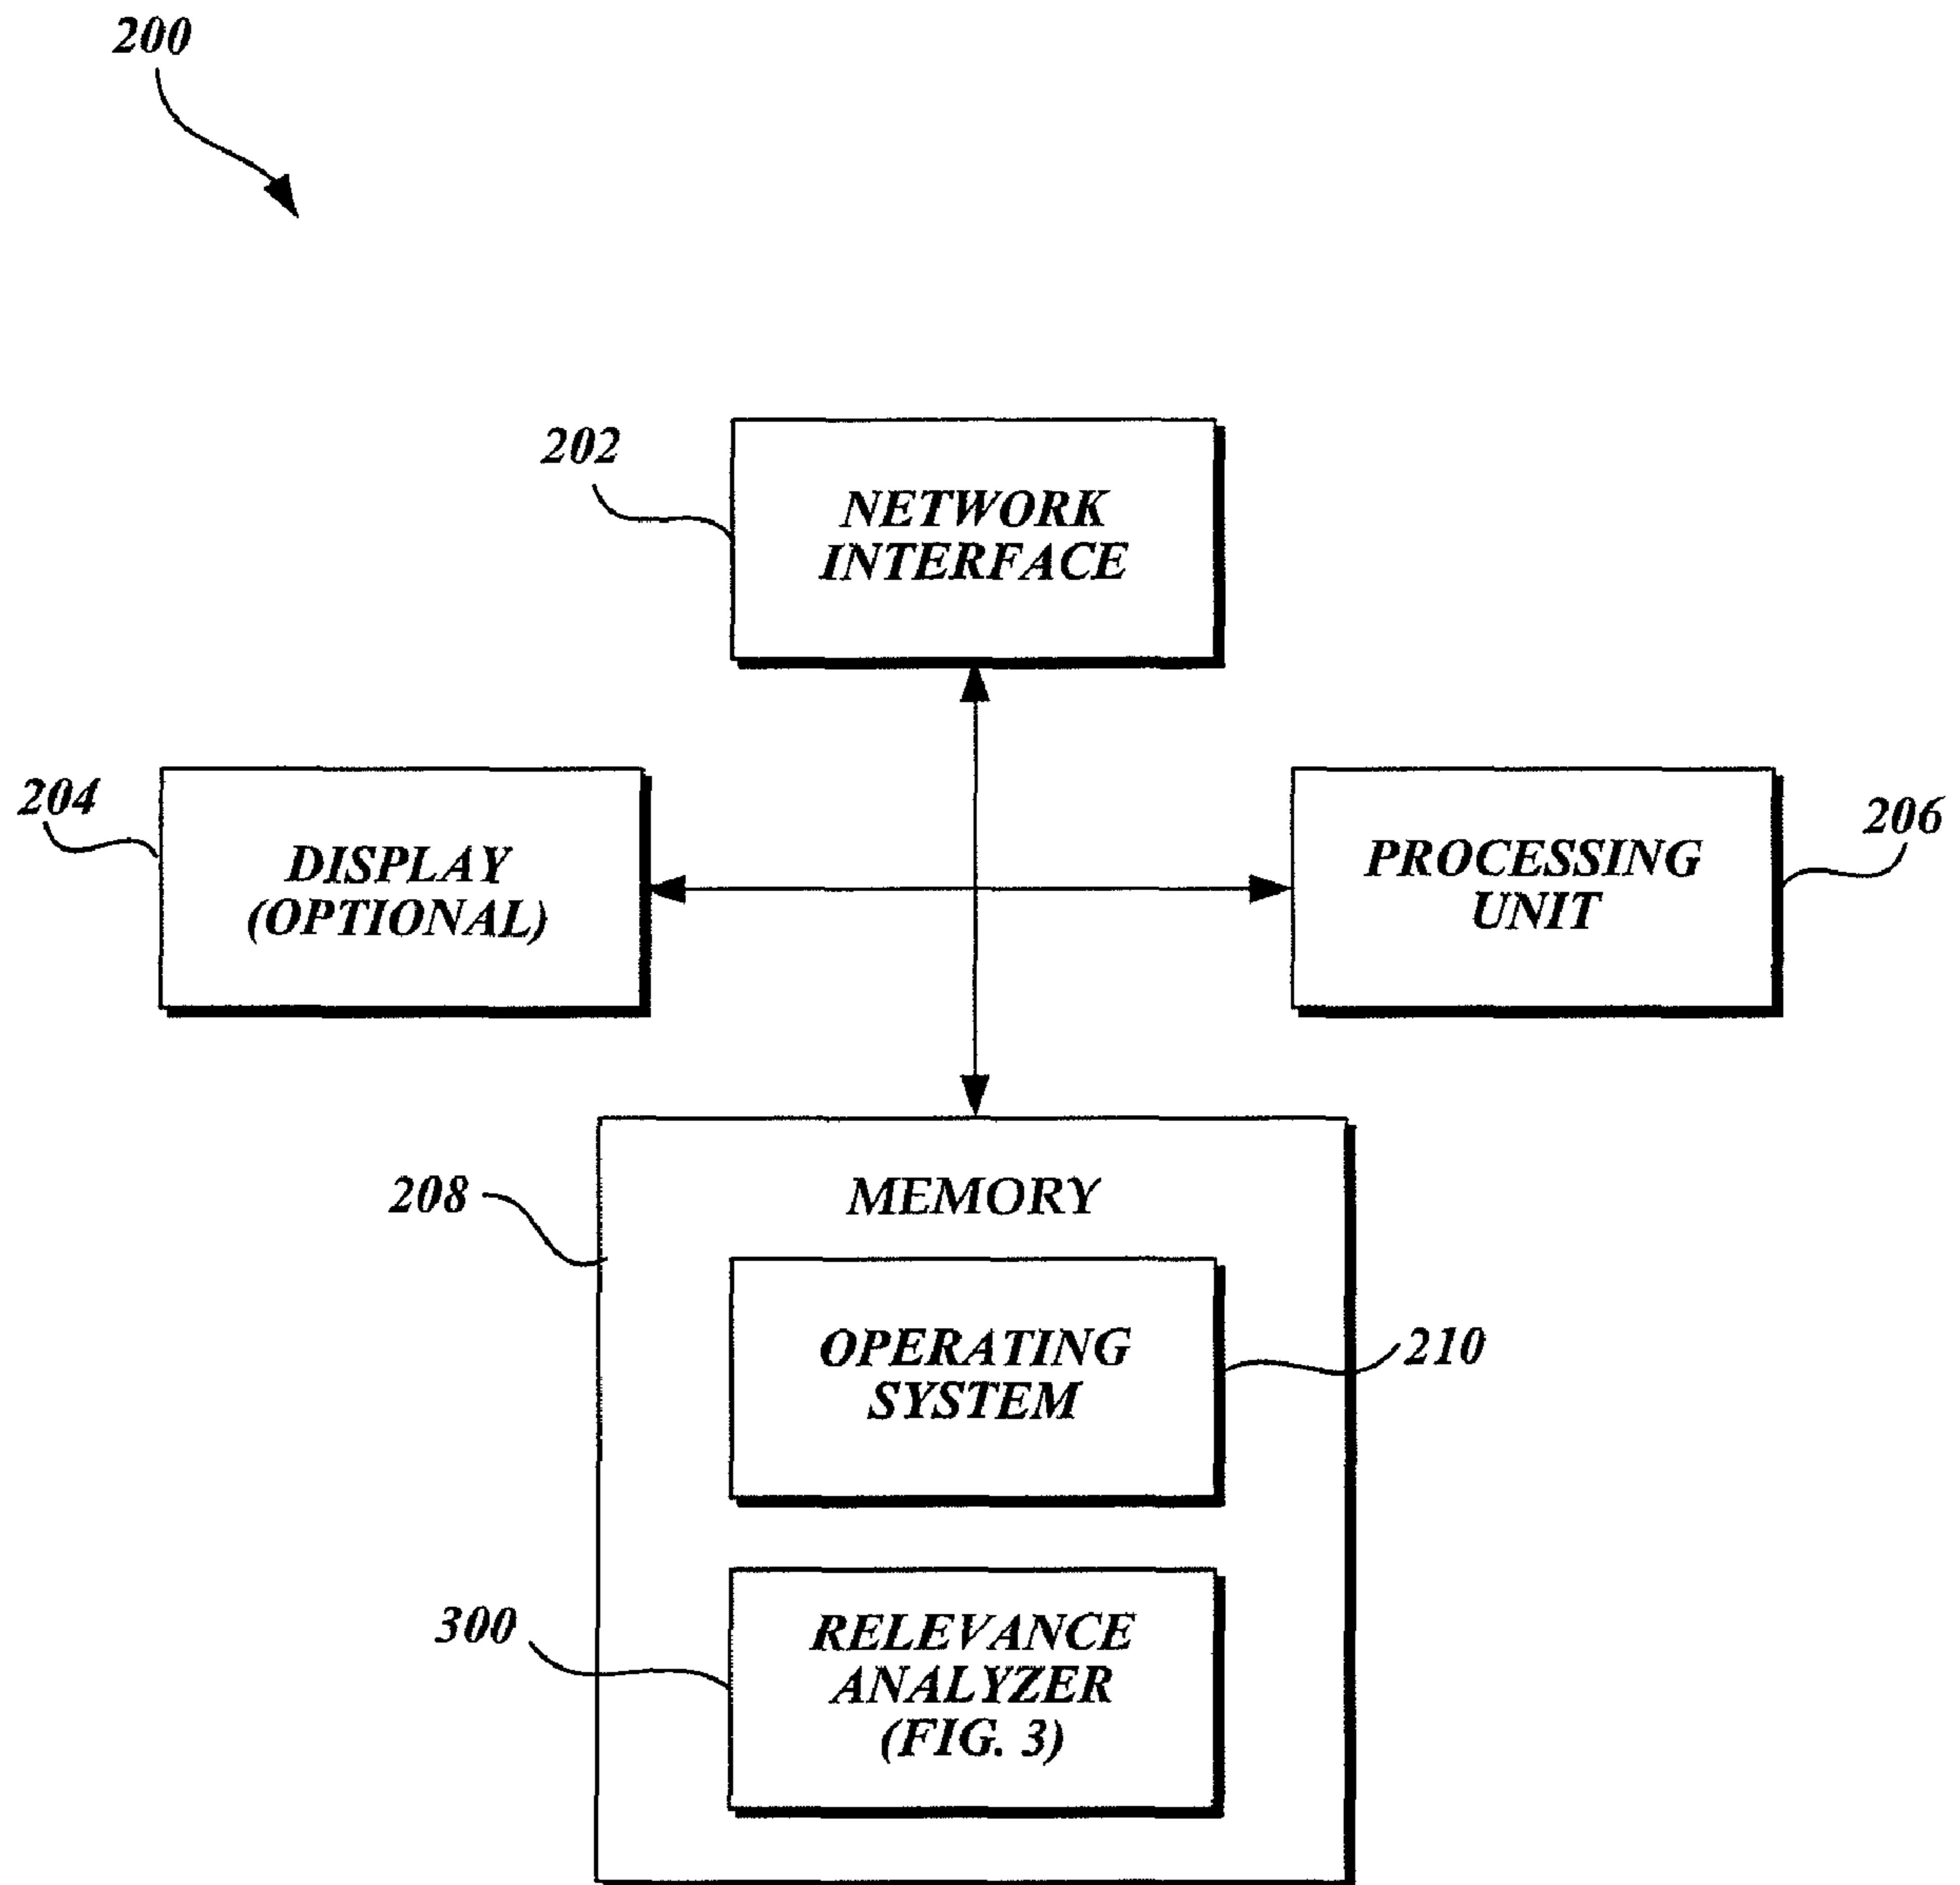 200
202
NETWORK
INTERFACE
204
DISPLAY
(OPTIONAL)
PROCESSING
UNIT
206
208
MEMORY
OPERATING
SYSTEM
210
300
RELEVANCE
ANALYZER
(FIG. 3)